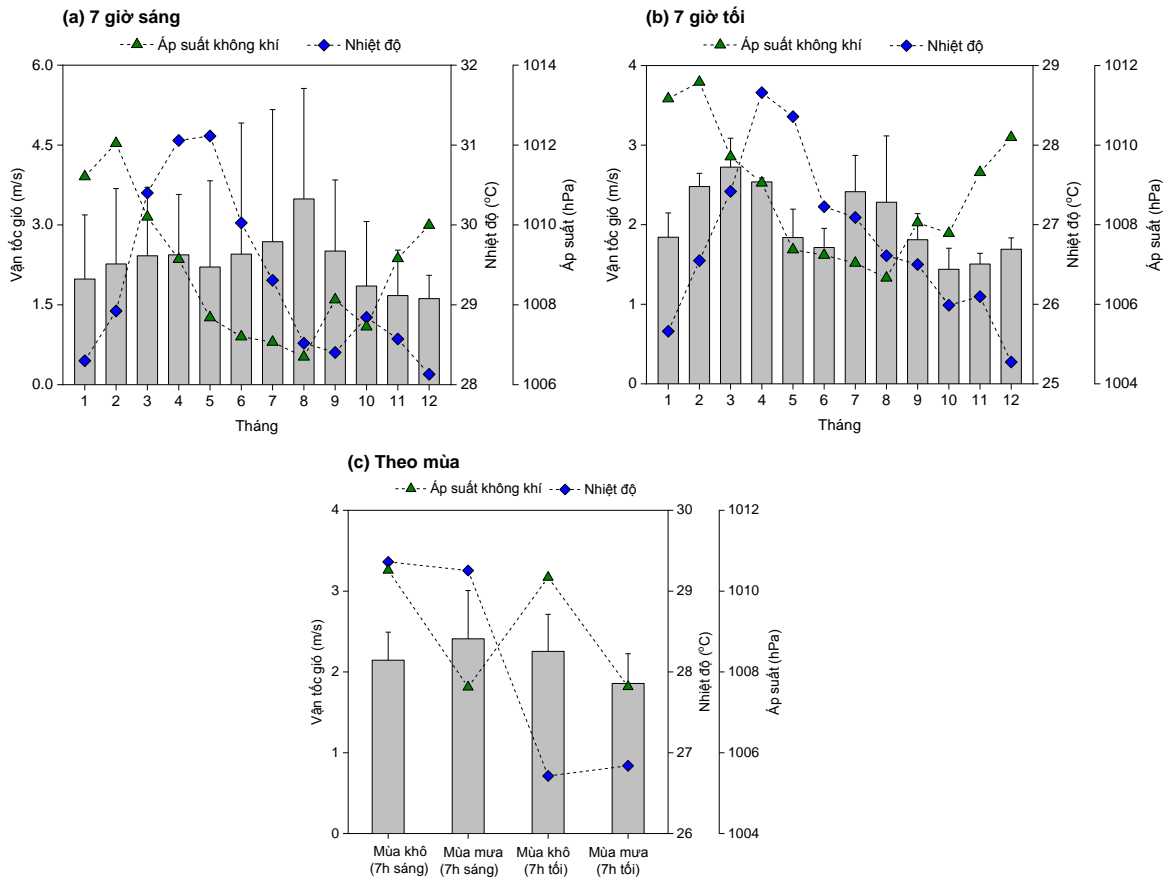 (a) 7 giờ sáng
Áp suất không khí Nhiệt độ
6.0
4.5
3.0
1.5
0.0
Vận tốc gió (m/s)
1 2 3 4 5 6 7 8 9 10 11 12
Tháng
32
31
30
29
28
Nhiệt độ (°C)
1014
1012
1010
1008
1006
Áp suất (hPa)
(b) 7 giờ tối
Áp suất không khí Nhiệt độ
4
3
2
1
0
Vận tốc gió (m/s)
1 2 3 4 5 6 7 8 9 10 11 12
Tháng
29
28
27
26
25
Nhiệt độ (°C)
1012
1010
1008
1006
1004
Áp suất (hPa)
(c) Theo mùa
Áp suất không khí Nhiệt độ
4
3
2
1
0
Vận tốc gió (m/s)
Mùa khô Mùa mưa Mùa khô Mùa mưa
(7h sáng) (7h sáng) (7h tối) (7h tối)
30
29
28
27
26
Nhiệt độ (°C)
1012
1010
1008
1006
1004
Áp suất (hPa)